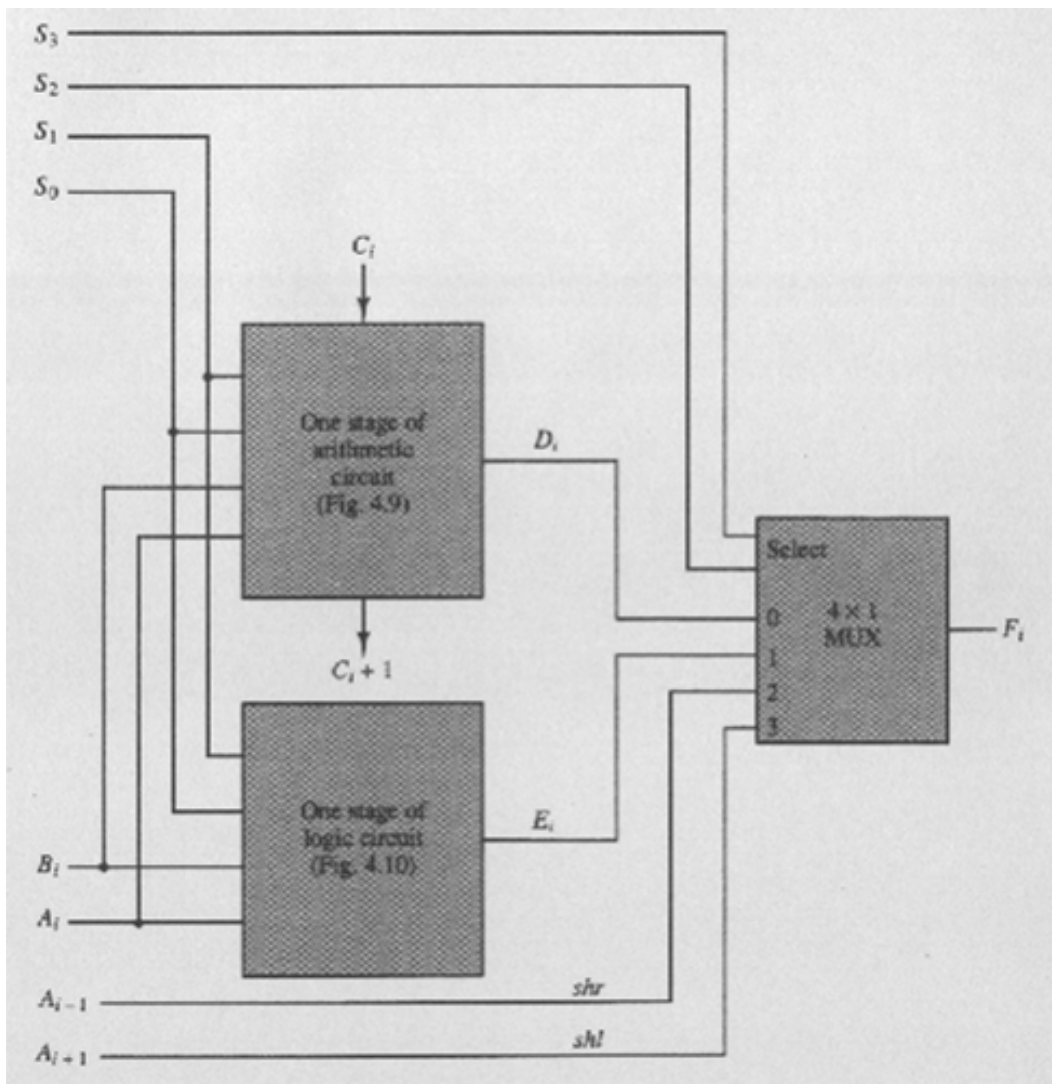 S₃
S₂
S₁
S₀
Cᵢ
One stage of
arithmetic
circuit
(Fig. 4.9)
Dᵢ
Select
0
4 × 1
MUX
1
2
3
Fᵢ
Cᵢ + 1
One stage of
logic circuit
(Fig. 4.10)
Eᵢ
Bᵢ
Aᵢ
Aᵢ₋₁
shr
Aᵢ₊₁
shl